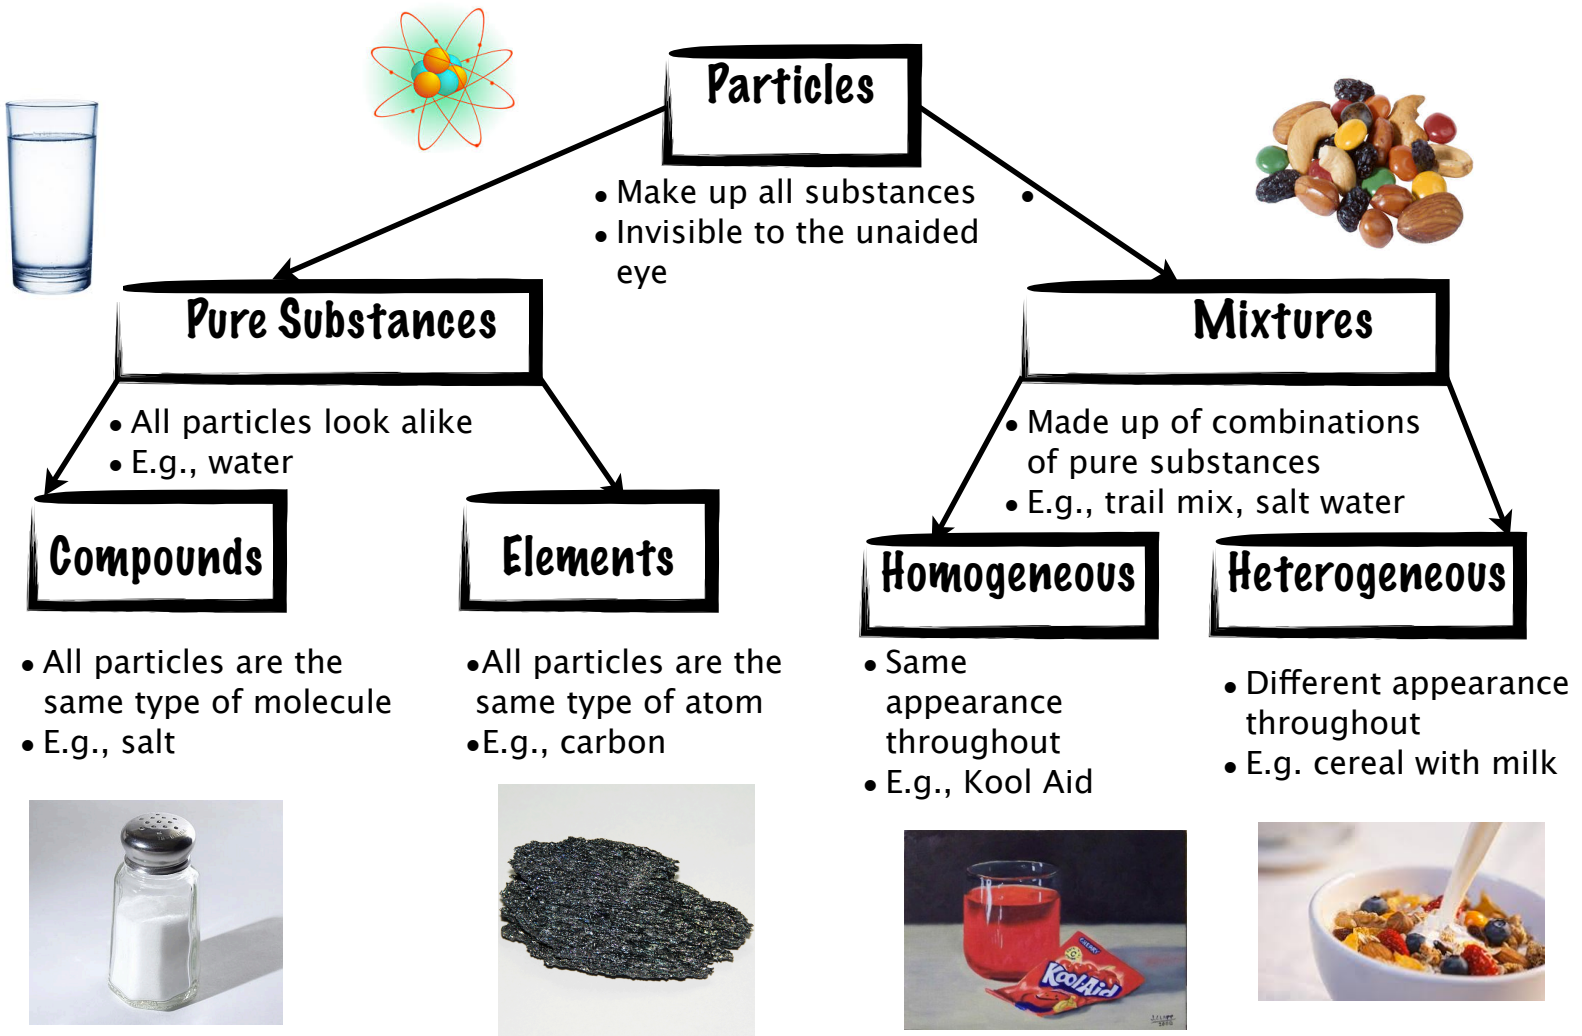 Particles
• Make up all substances
• Invisible to the unaided
eye
•
Pure Substances
• All particles look alike
• E.g., water
Mixtures
• Made up of combinations
of pure substances
• E.g., trail mix, salt water
Compounds
• All particles are the
same type of molecule
• E.g., salt
Elements
•All particles are the
same type of atom
•E.g., carbon
Homogeneous
• Same
appearance
throughout
• E.g., Kool Aid
Heterogeneous
• Different appearance
throughout
• E.g. cereal with milk
CHERRY
Kool-Aid